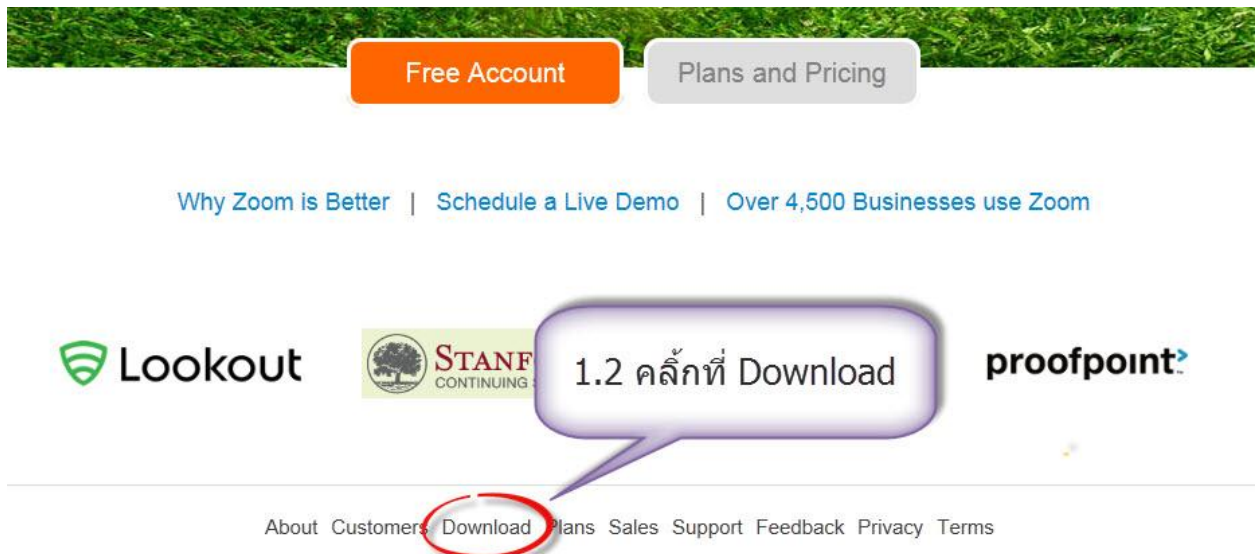 Free Account Plans and Pricing
Why Zoom is Better | Schedule a Live Demo | Over 4,500 Businesses use Zoom
Lookout
STANF
CONTINUING
1.2 คลิ้กที่ Download
proofpoint
About Customers Download Plans Sales Support Feedback Privacy Terms